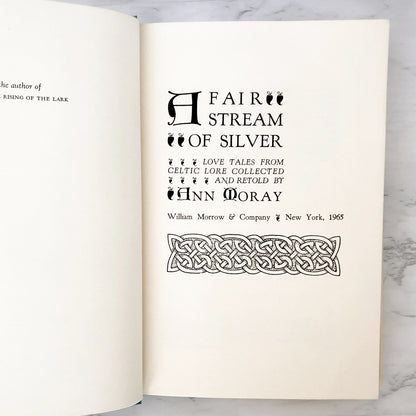 the author of
RISING OF THE LARK
A FAIR
STREAM
OF SILVER
LOVE TALES FROM
CELTIC LORE COLLECTED
AND RETOLD BY
ANN MORAY
William Morrow & Company New York, 1965